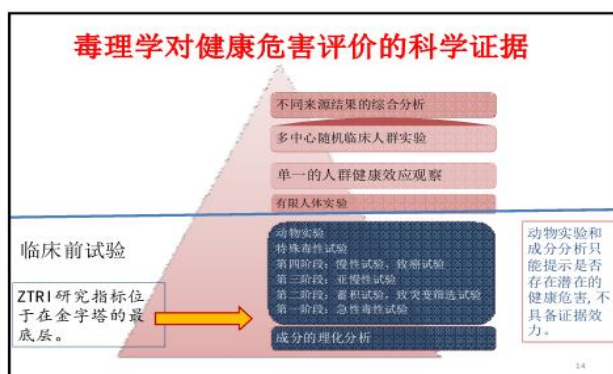 毒理学对健康危害评价的科学证据
不同来源结果的综合分析
多中心随机临床人群实验
单一的人群健康效应观察
有限人体实验
临床前试验
动物实验
特殊毒性试验
第四阶段：慢性试验、致癌试验
第三阶段：亚慢性试验
第二阶段：蓄积试验，致突变筛选试验
第一阶段：急性毒性试验
成分的理化分析
ZTRI研究指标位
于在金字塔的最
底层。
动物实验和
成分分析只
能提示是否
存在潜在的
健康危害，不
具备证据效
力。
14